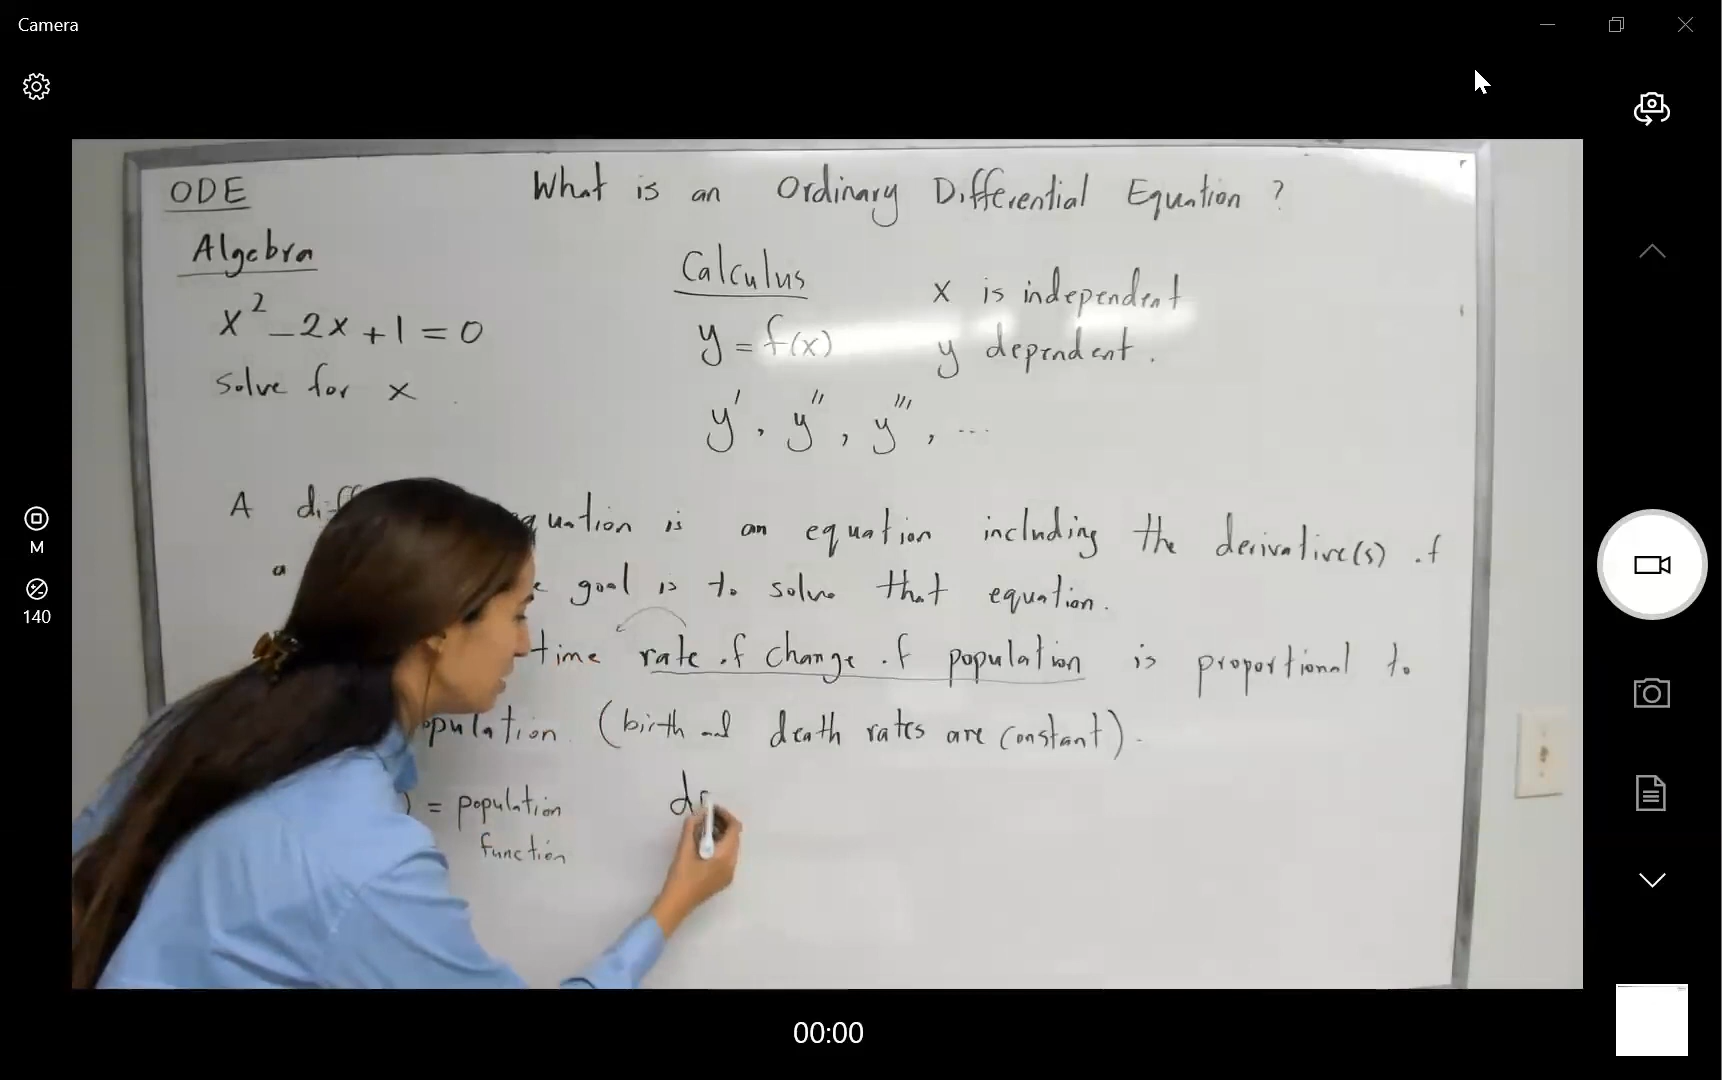 Camera
ODE
What is an Ordinary Differential Equation ?
Algebra
Calculus
x is independent
x² - 2x + 1 = 0
y = f(x)
y dependent.
solve for x
y', y'', y''', ...
A equation is an equation including the derivative(s) of
a goal is to solve that equation.
time rate of change of population is proportional to
(birth and death rates are constant).
) = population
function
M
140
00:00